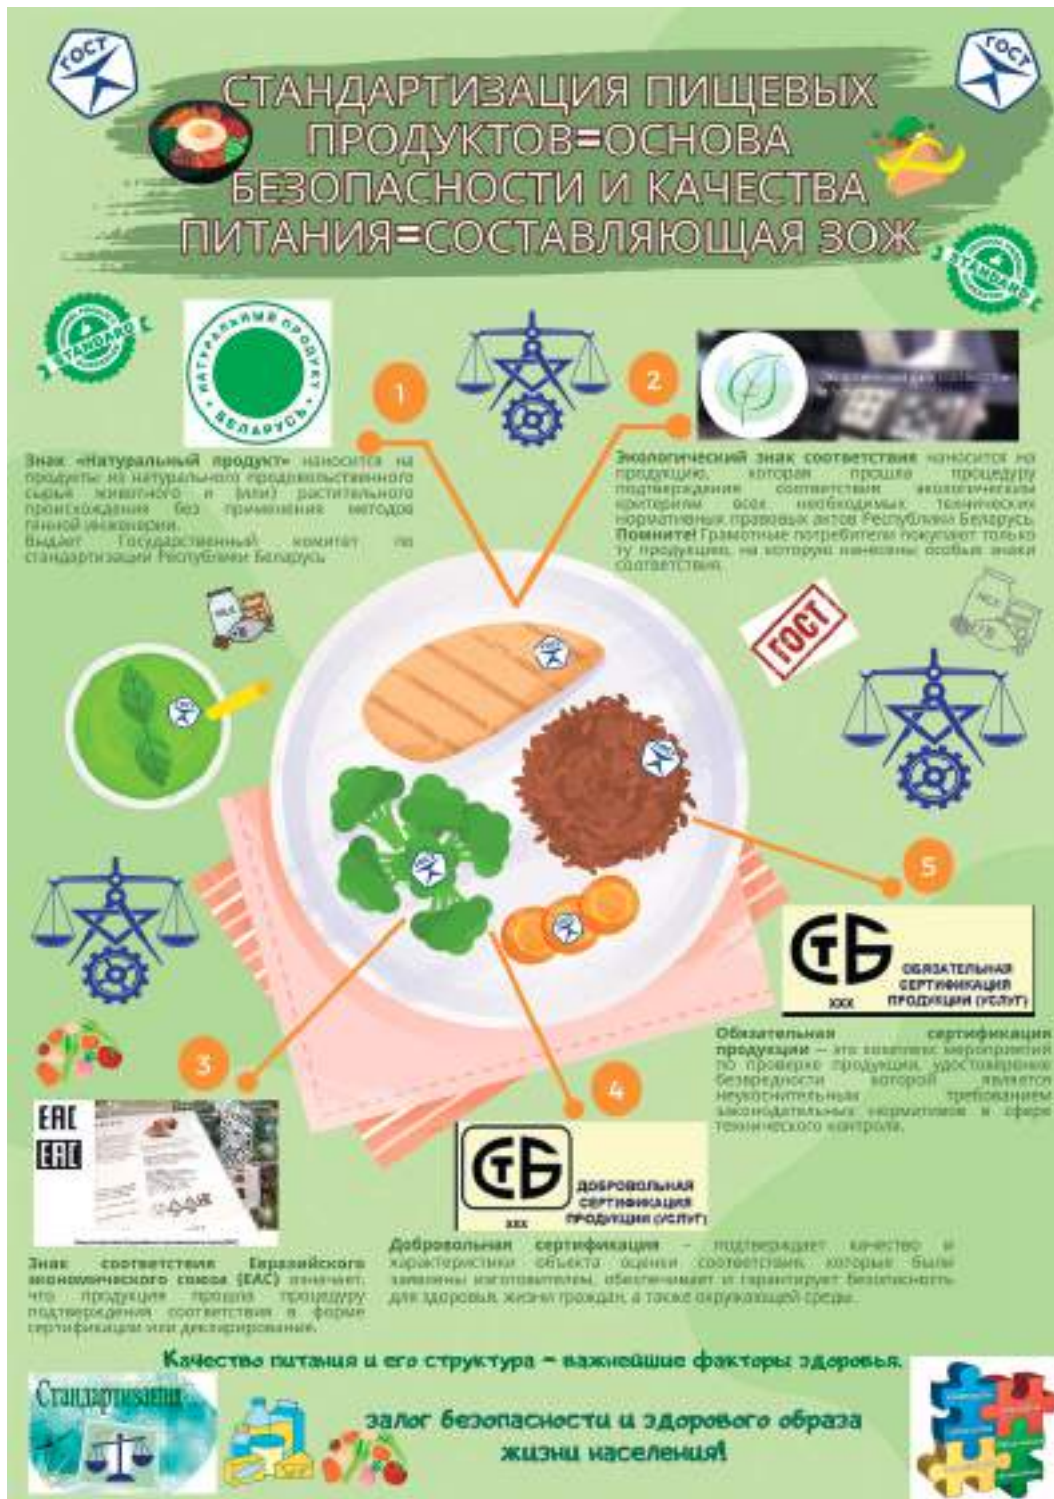 ГОСТ
ГОСТ
СТАНДАРТИЗАЦИЯ ПИЩЕВЫХ
ПРОДУКТОВ=ОСНОВА
БЕЗОПАСНОСТИ И КАЧЕСТВА
ПИТАНИЯ=СОСТАВЛЯЮЩАЯ ЗОЖ
STANDARD
STANDARD
НАТУРАЛЬНЫЙ ПРОДУКТ
БЕЛАРУСЬ
1
2
Знак «Натуральный продукт» наносится на
продукты из натурального продовольственного
сырья животного и (или) растительного
происхождения без применения методов
генной инженерии.
Выдает Государственный комитет по
стандартизации Республики Беларусь
Экологический знак соответствия наносится на
продукцию, которая прошла процедуру
подтверждения соответствия экологическим
критериям всех необходимых технических
нормативных правовых актов Республики Беларусь.
Помните! Грамотные потребители покупают только
ту продукцию, на которую нанесены особые знаки
соответствия.
ГОСТ
ГОСТ
ГОСТ
ГОСТ
5
СТБ
ОБЯЗАТЕЛЬНАЯ
СЕРТИФИКАЦИЯ
ХХХ ПРОДУКЦИИ (УСЛУГ)
Обязательная сертификация
продукции – это комплекс мероприятий
по проверке продукции, удостоверение
безвредности которой является
неукоснительным требованием
законодательных нормативов в сфере
технического контроля.
3
4
EAC
EAC
СТБ
ДОБРОВОЛЬНАЯ
СЕРТИФИКАЦИЯ
ХХХ ПРОДУКЦИИ (УСЛУГ)
Знак соответствия Евразийского
экономического союза (ЕАС) означает,
что продукция прошла процедуру
подтверждения соответствия в форме
сертификации или декларирования.
Добровольная сертификация – подтверждает качество и
характеристики объекта оценки соответствия, которые были
заявлены изготовителем, обеспечивает и гарантирует безопасность
для здоровья, жизни граждан, а также окружающей среды.
Качество питания и его структура – важнейшие факторы здоровья.
Стандартизация
залог безопасности и здорового образа
жизни населения!